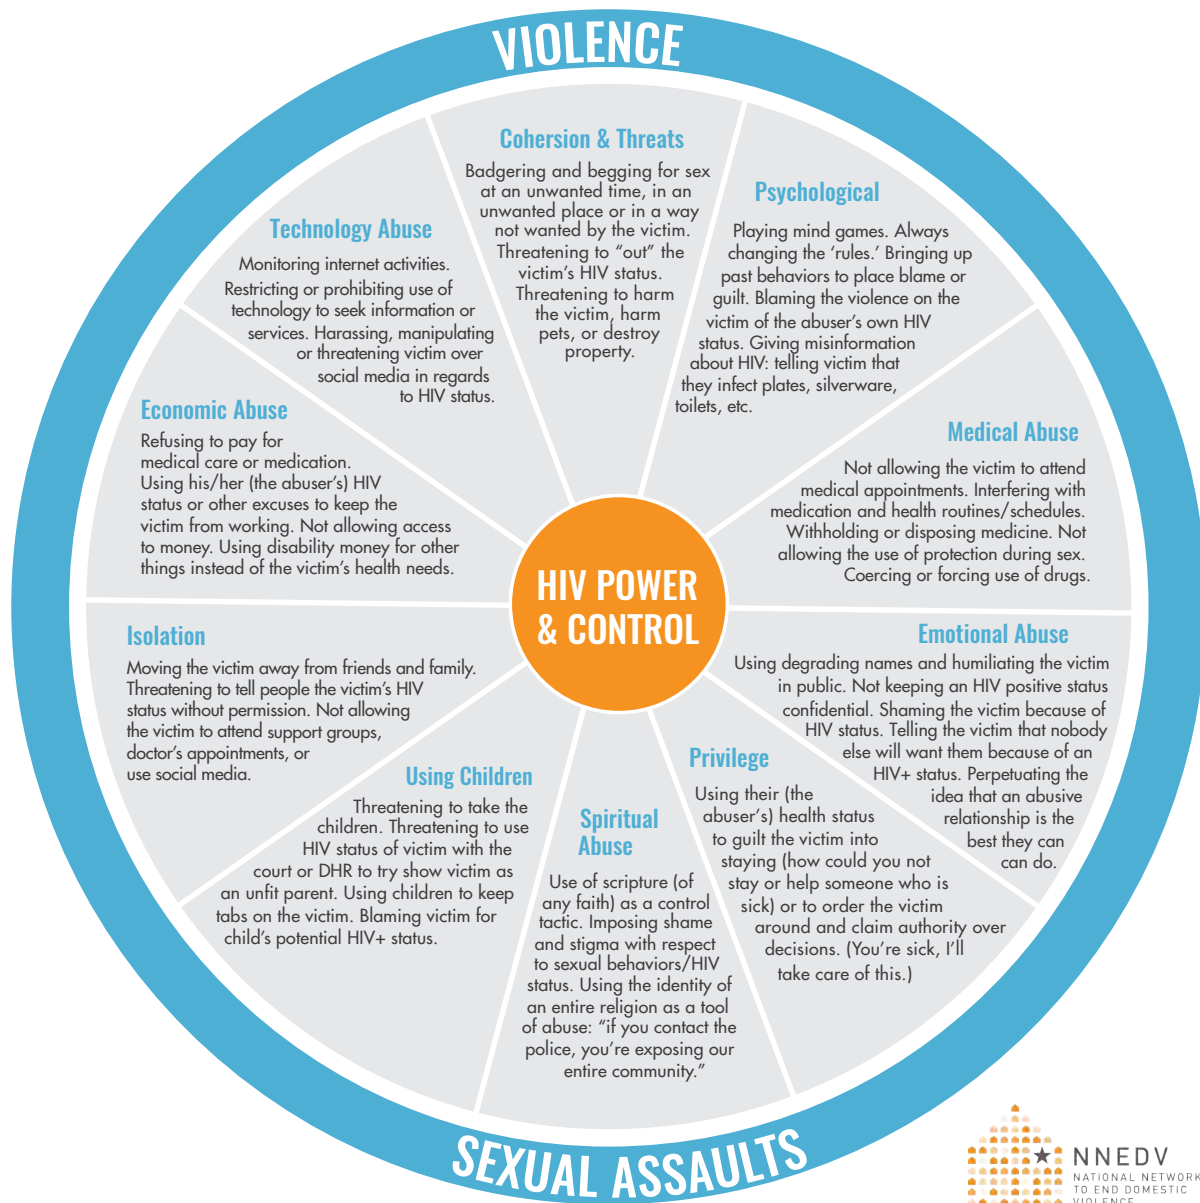 VIOLENCE
Cohersion & Threats
Badgering and begging for sex
at an unwanted time, in an
unwanted place or in a way
not wanted by the victim.
Threatening to “out” the
victim’s HIV status.
Threatening to harm
the victim, harm
pets, or destroy
property.
Psychological
Playing mind games. Always
changing the ‘rules.’ Bringing up
past behaviors to place blame or
guilt. Blaming the violence on the
victim of the abuser’s own HIV
status. Giving misinformation
about HIV: telling victim that
they infect plates, silverware,
toilets, etc.
Medical Abuse
Not allowing the victim to attend
medical appointments. Interfering with
medication and health routines/schedules.
Withholding or disposing medicine. Not
allowing the use of protection during sex.
Coercing or forcing use of drugs.
Emotional Abuse
Using degrading names and humiliating the victim
in public. Not keeping an HIV positive status
confidential. Shaming the victim because of
HIV status. Telling the victim that nobody
else will want them because of an
HIV+ status. Perpetuating the
idea that an abusive
relationship is the
best they can
can do.
Privilege
Using their (the
abuser’s) health status
to guilt the victim into
staying (how could you not
stay or help someone who is
sick) or to order the victim
around and claim authority over
decisions. (You’re sick, I’ll
take care of this.)
Spiritual
Abuse
Use of scripture (of
any faith) as a control
tactic. Imposing shame
and stigma with respect
to sexual behaviors/HIV
status. Using the identity of
an entire religion as a tool
of abuse: “if you contact the
police, you’re exposing our
entire community.”
Using Children
Threatening to take the
children. Threatening to use
HIV status of victim with the
court or DHR to try show victim as
an unfit parent. Using children to keep
tabs on the victim. Blaming victim for
child’s potential HIV+ status.
Isolation
Moving the victim away from friends and family.
Threatening to tell people the victim’s HIV
status without permission. Not allowing
the victim to attend support groups,
doctor’s appointments, or
use social media.
Economic Abuse
Refusing to pay for
medical care or medication.
Using his/her (the abuser’s) HIV
status or other excuses to keep the
victim from working. Not allowing access
to money. Using disability money for other
things instead of the victim’s health needs.
Technology Abuse
Monitoring internet activities.
Restricting or prohibiting use of
technology to seek information or
services. Harassing, manipulating
or threatening victim over
social media in regards
to HIV status.
HIV POWER
& CONTROL
SEXUAL ASSAULTS
NNEDV
NATIONAL NETWORK
TO END DOMESTIC
VIOLENCE